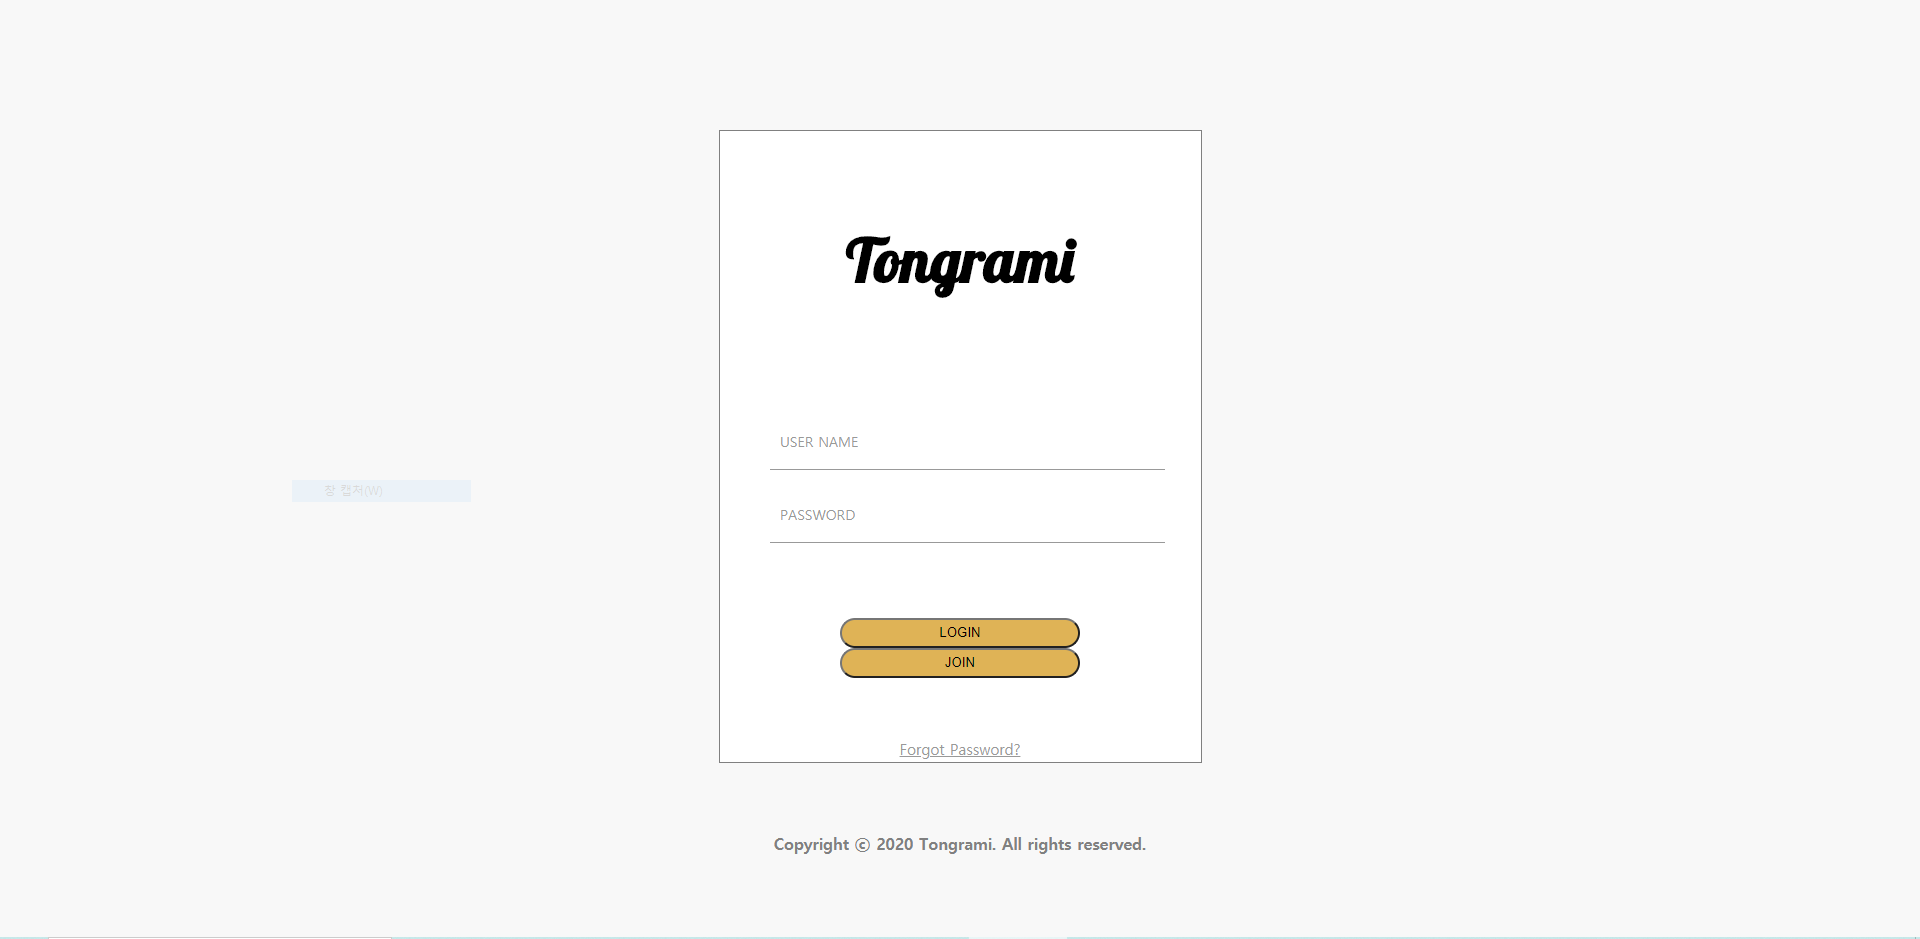 Tongrami
USER NAME
창 캡처(W)
PASSWORD
LOGIN
JOIN
Forgot Password?
Copyright ⓒ 2020 Tongrami. All rights reserved.